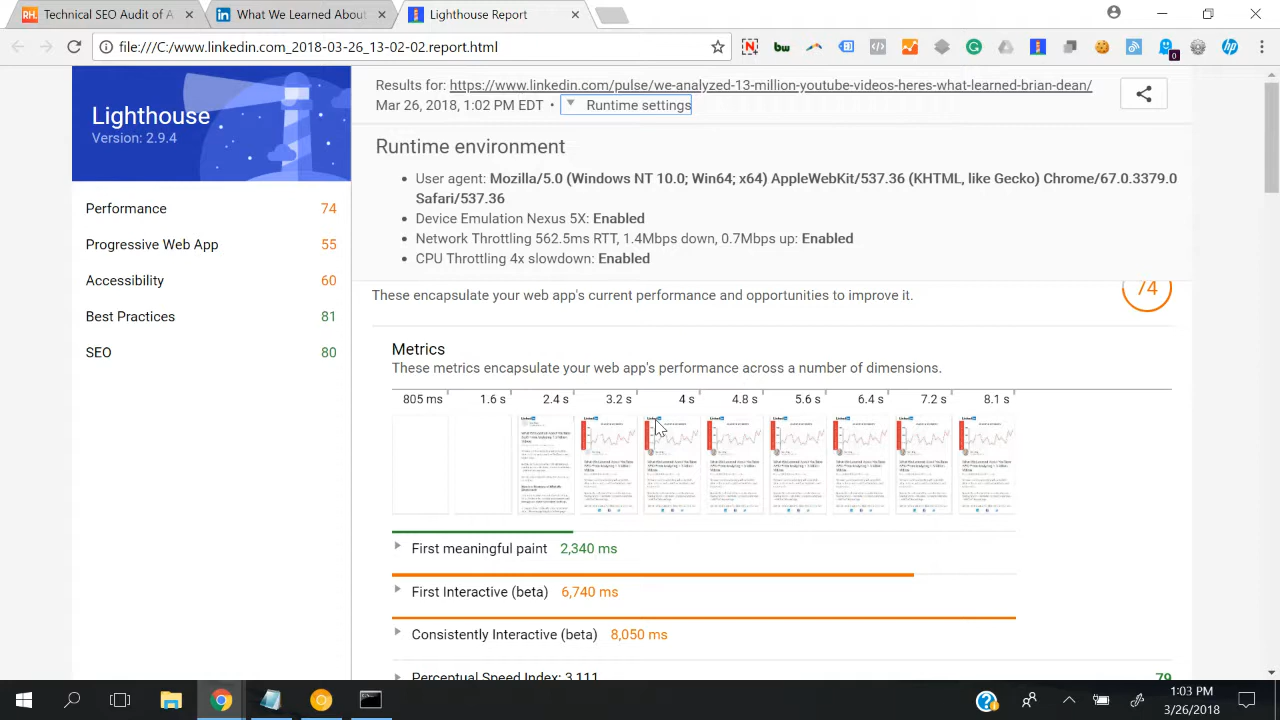 Technical SEO Audit of A
What We Learned About
Lighthouse Report
file:///C:/www.linkedin.com_2018-03-26_13-02-02.report.html
Lighthouse
Version: 2.9.4
Performance 74
Progressive Web App 55
Accessibility 60
Best Practices 81
SEO 80
Results for: https://www.linkedin.com/pulse/we-analyzed-13-million-youtube-videos-heres-what-learned-brian-dean/
Mar 26, 2018, 1:02 PM EDT • Runtime settings
Runtime environment
User agent: Mozilla/5.0 (Windows NT 10.0; Win64; x64) AppleWebKit/537.36 (KHTML, like Gecko) Chrome/67.0.3379.0
Safari/537.36
Device Emulation Nexus 5X: Enabled
Network Throttling 562.5ms RTT, 1.4Mbps down, 0.7Mbps up: Enabled
CPU Throttling 4x slowdown: Enabled
These encapsulate your web app's current performance and opportunities to improve it.
74
Metrics
These metrics encapsulate your web app's performance across a number of dimensions.
805 ms 1.6 s 2.4 s 3.2 s 4 s 4.8 s 5.6 s 6.4 s 7.2 s 8.1 s
First meaningful paint 2,340 ms
First Interactive (beta) 6,740 ms
Consistently Interactive (beta) 8,050 ms
Perceptual Speed Index: 3,111 79
1:03 PM
3/26/2018